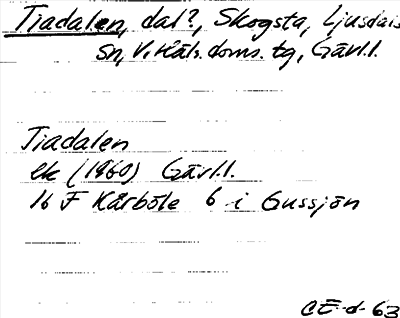 Tiadalen, dal?, Skogsta, Ljusdals
sn, V. Häls. doms. tg, Gävl.l.
Tiadalen
ek (1960) Gävl.l.
16 F Kårböle 6 i Gussjön
CE-d-63